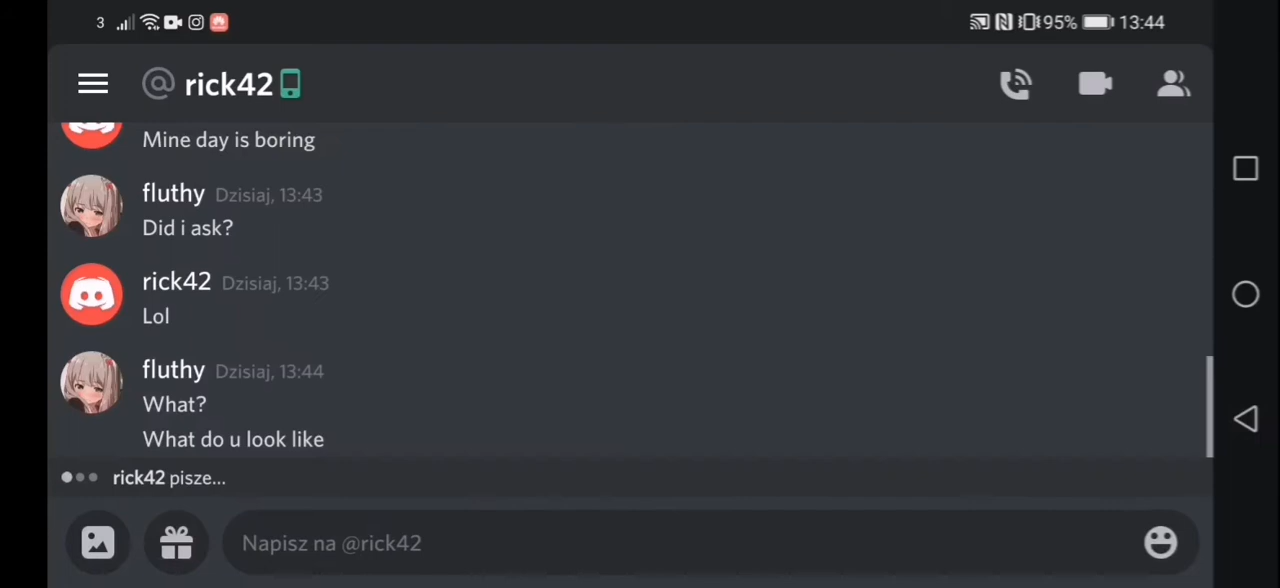 3
95% 13:44
@rick42
Mine day is boring
fluthy Dzisiaj, 13:43
Did i ask?
rick42 Dzisiaj, 13:43
Lol
fluthy Dzisiaj, 13:44
What?
What do u look like
rick42 pisze...
Napisz na @rick42